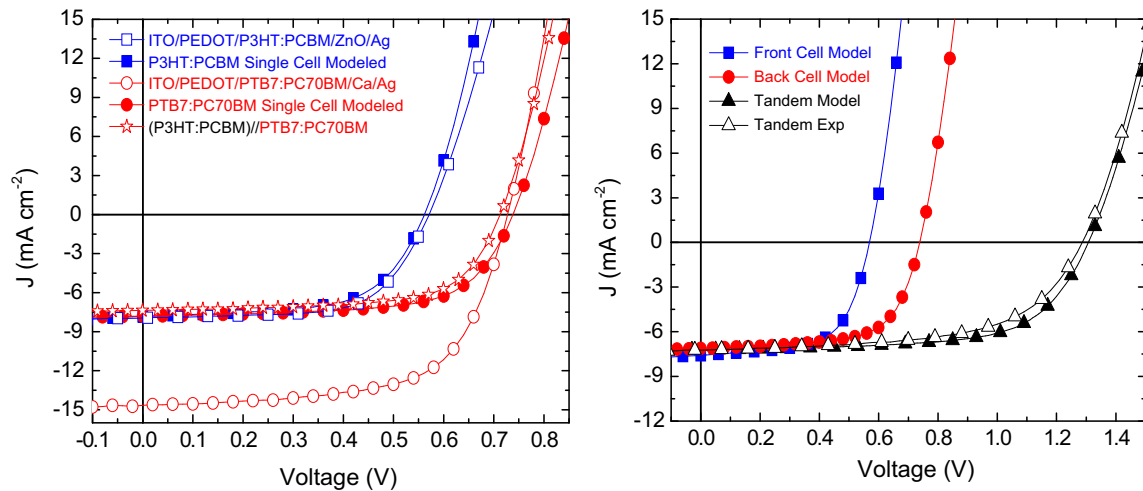 15
12
9
6
3
0
-3
-6
-9
-12
-15
J (mA cm-2)
ITO/PEDOT/P3HT:PCBM/ZnO/Ag
P3HT:PCBM Single Cell Modeled
ITO/PEDOT/PTB7:PC70BM/Ca/Ag
PTB7:PC70BM Single Cell Modeled
(P3HT:PCBM)//PTB7:PC70BM
-0.1 0.0 0.1 0.2 0.3 0.4 0.5 0.6 0.7 0.8
Voltage (V)
15
12
9
6
3
0
-3
-6
-9
-12
J (mA cm-2)
Front Cell Model
Back Cell Model
Tandem Model
Tandem Exp
0.0 0.2 0.4 0.6 0.8 1.0 1.2 1.4
Voltage (V)